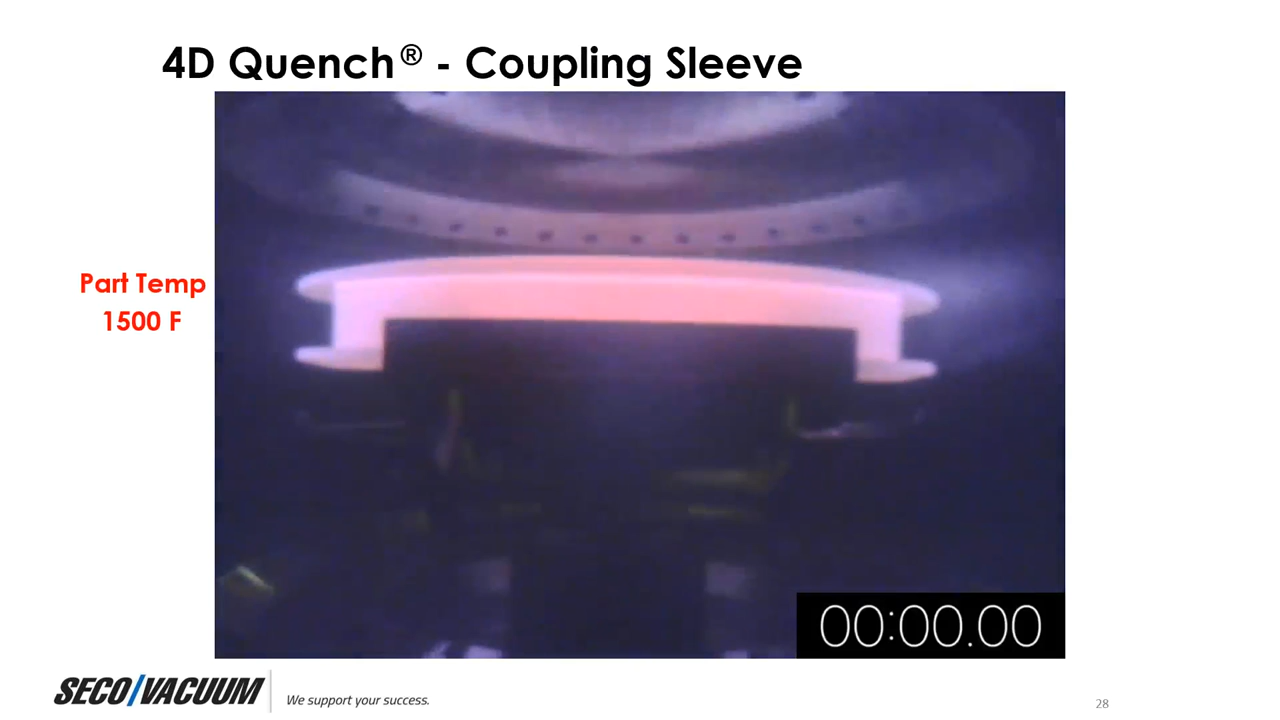 4D Quench® - Coupling Sleeve
Part Temp
1500 F
00:00.00
SECO/VACUUM
We support your success.
28